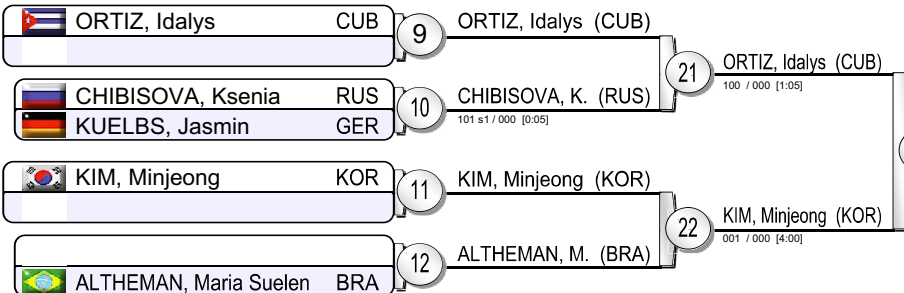 ORTIZ, Idalys CUB
9
ORTIZ, Idalys (CUB)
21
ORTIZ, Idalys (CUB)
100 / 000 [1:05]
CHIBISOVA, Ksenia RUS
KUELBS, Jasmin GER
10
CHIBISOVA, K. (RUS)
101 s1 / 000 [0:05]
KIM, Minjeong KOR
11
KIM, Minjeong (KOR)
22
KIM, Minjeong (KOR)
001 / 000 [4:00]
ALTHEMAN, Maria Suelen BRA
12
ALTHEMAN, M. (BRA)